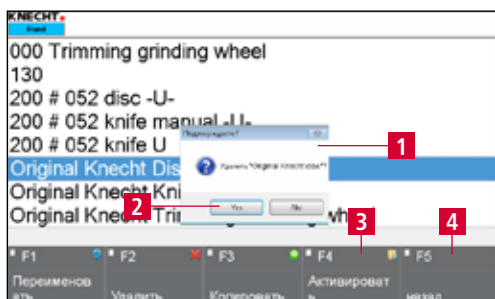 KNECHT
Hand
000 Trimming grinding wheel
130
200 # 052 disc -U-
200 # 052 knife manual -U-
200 # 052 knife U
Original Knecht Dis
Original Knecht Kni
Original Knecht Tri wh
Удалить "Original Knecht disc"?
Yes
No
1
2
3
4
F1
F2
F3
F4
F5
Переименов
ать
Удалить
Копировать
Активироват
ь
назад